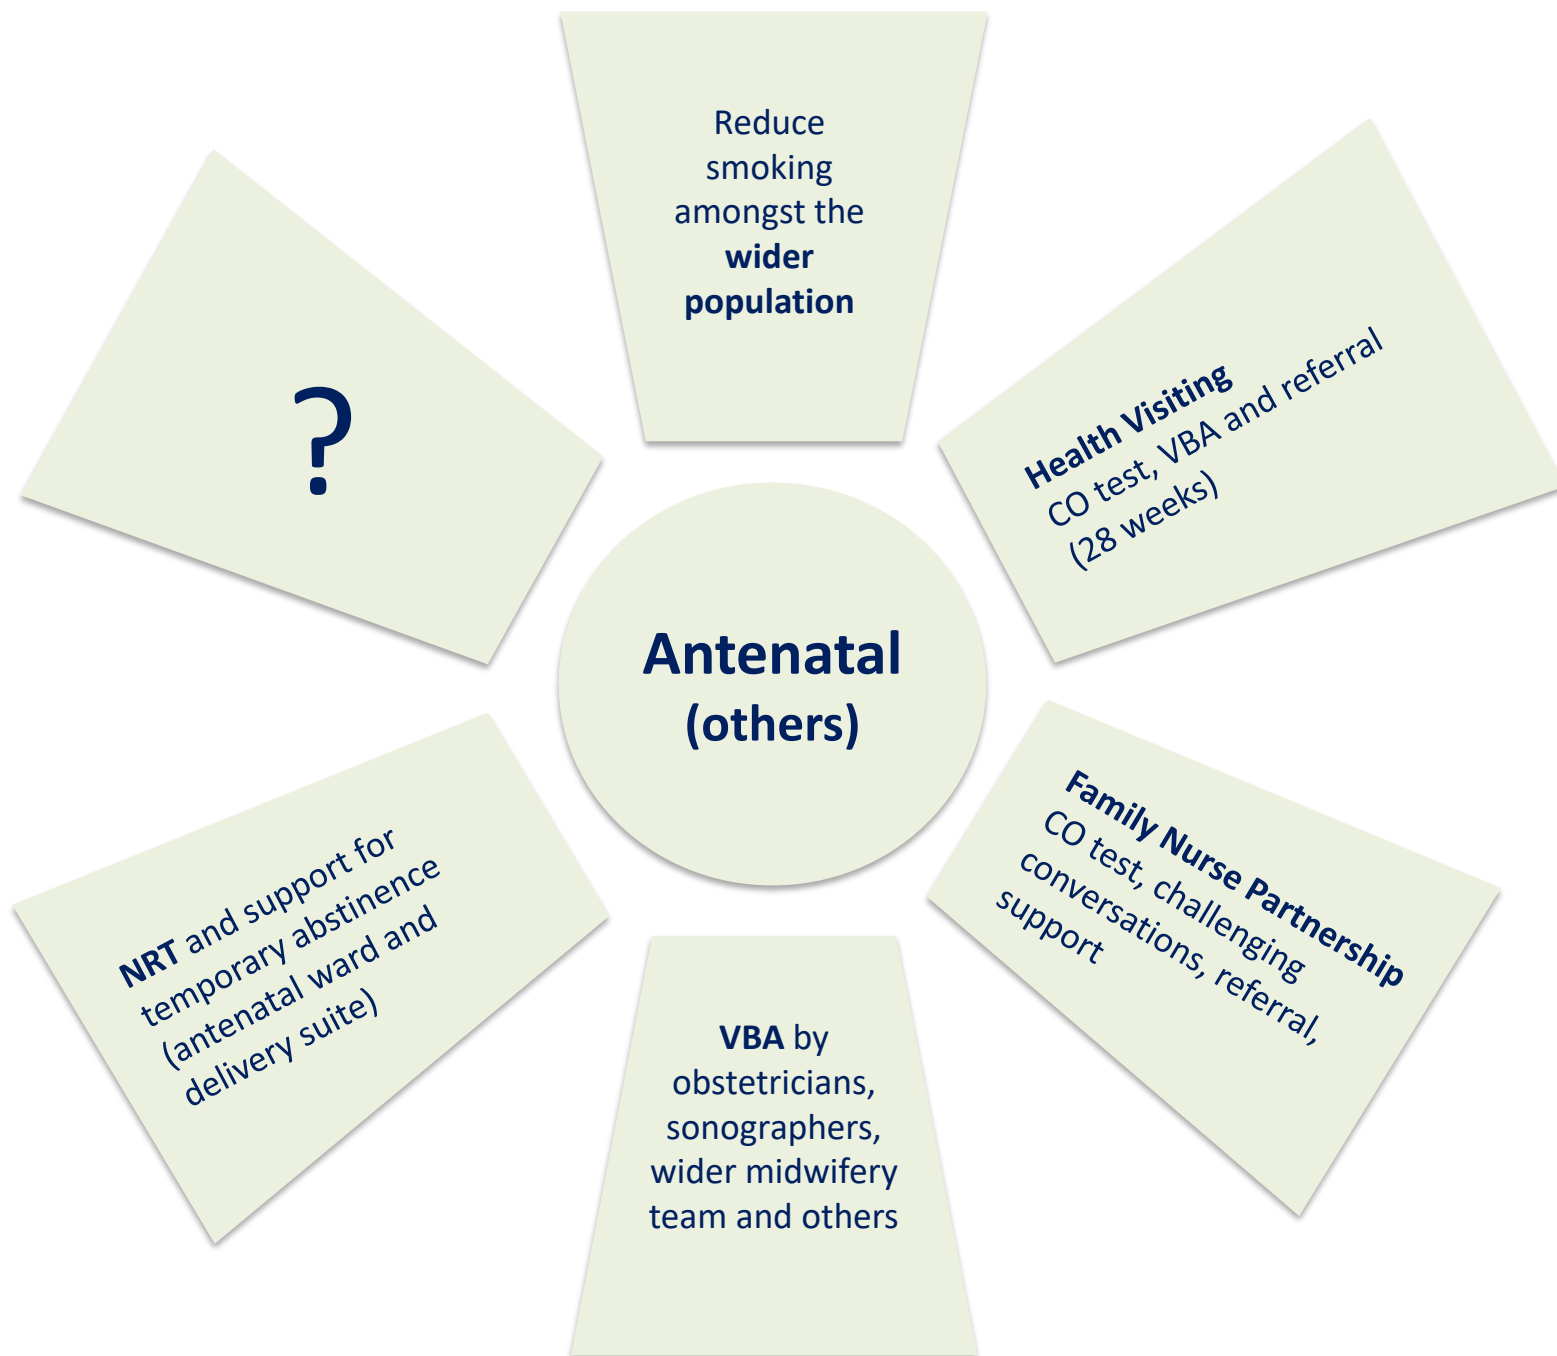 Reduce
smoking
amongst the
wider
population
Health Visiting
CO test, VBA and referral
(28 weeks)
?
Antenatal
(others)
Family Nurse Partnership
CO test, challenging
conversations, referral,
support
NRT and support for
temporary abstinence
(antenatal ward and
delivery suite)
VBA by
obstetricians,
sonographers,
wider midwifery
team and others